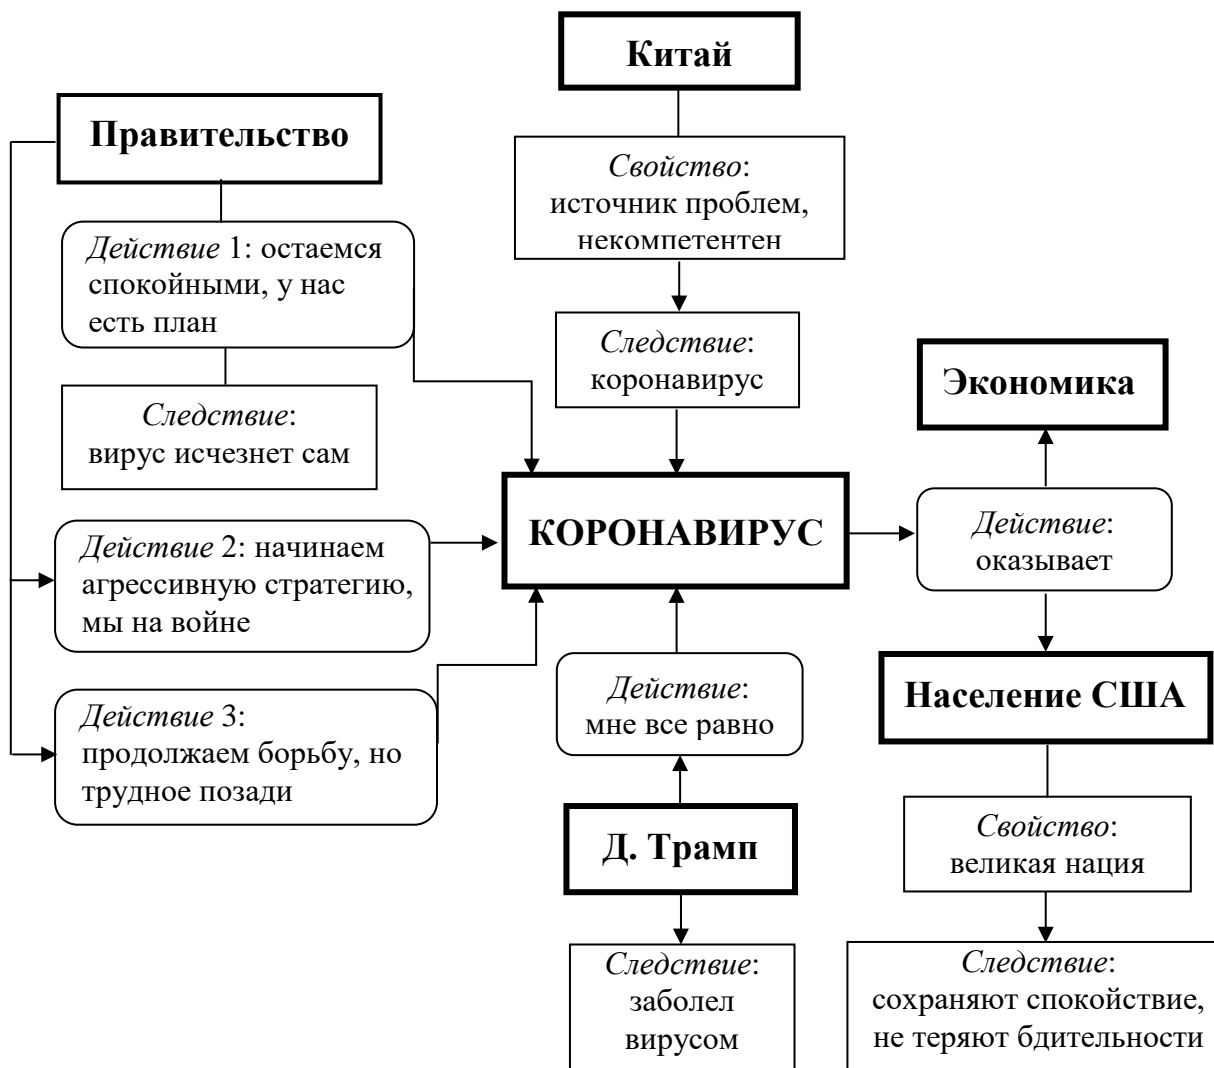 Китай
Правительство
Свойство:
источник проблем,
некомпетентен
Действие 1: остаемся
спокойными, у нас
есть план
Следствие:
коронавирус
Экономика
Следствие:
вирус исчезнет сам
КОРОНАВИРУС
Действие:
оказывает
Действие 2: начинаем
агрессивную стратегию,
мы на войне
Действие:
мне все равно
Население США
Действие 3:
продолжаем борьбу, но
трудное позади
Д. Трамп
Свойство:
великая нация
Следствие:
заболел
вирусом
Следствие:
сохраняют спокойствие,
не теряют бдительности